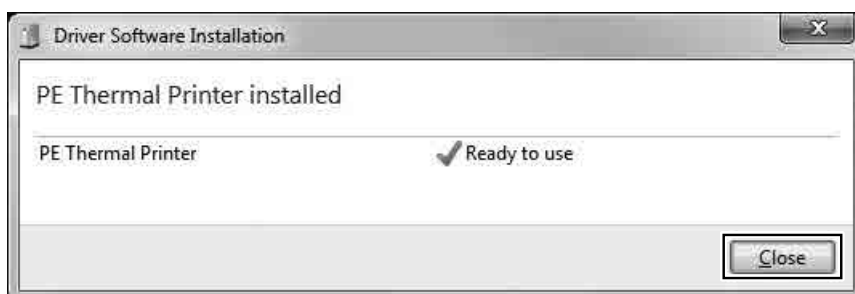 Driver Software Installation
PE Thermal Printer installed
PE Thermal Printer
Ready to use
Close